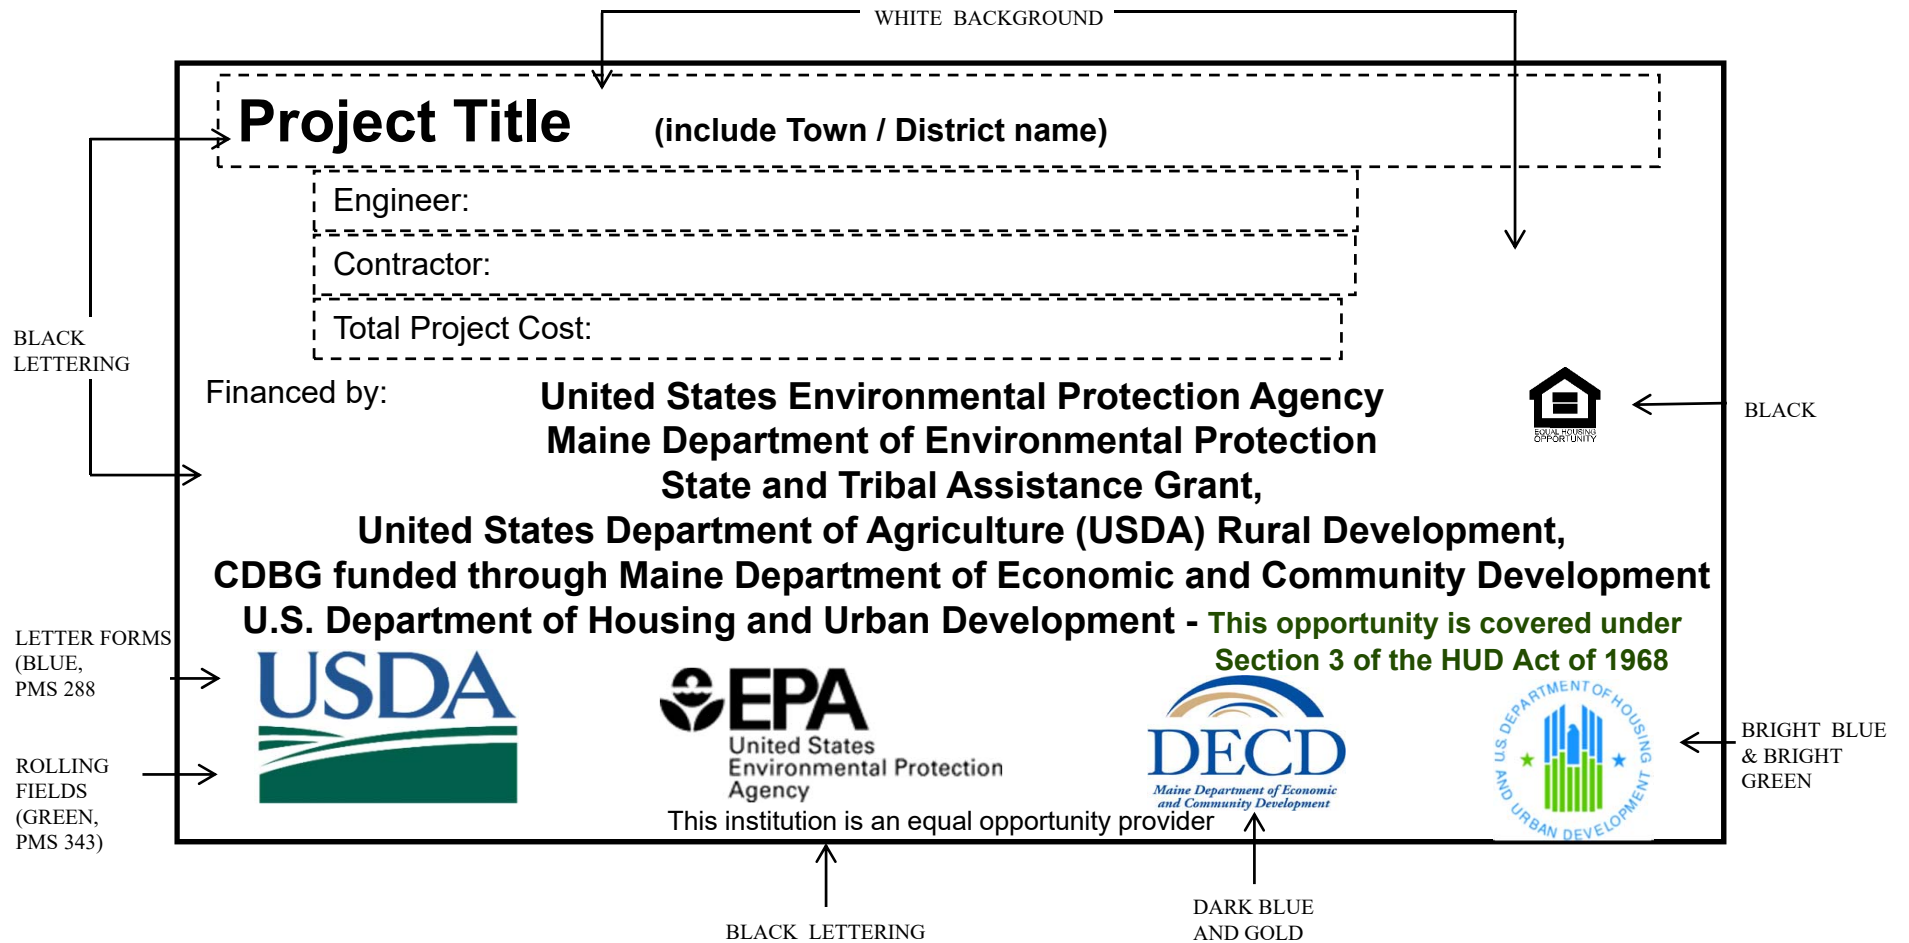 WHITE BACKGROUND
Project Title (include Town / District name)
Engineer:
Contractor:
Total Project Cost:
BLACK
LETTERING
Financed by:
United States Environmental Protection Agency
Maine Department of Environmental Protection
State and Tribal Assistance Grant,
United States Department of Agriculture (USDA) Rural Development,
CDBG funded through Maine Department of Economic and Community Development
U.S. Department of Housing and Urban Development - This opportunity is covered under
Section 3 of the HUD Act of 1968
EQUAL HOUSING
OPPORTUNITY
BLACK
LETTER FORMS
(BLUE,
PMS 288
ROLLING
FIELDS
(GREEN,
PMS 343)
USDA
EPA
United States
Environmental Protection
Agency
DECD
Maine Department of Economic
and Community Development
U.S. DEPARTMENT OF HOUSING
AND URBAN DEVELOPMENT
BRIGHT BLUE
& BRIGHT
GREEN
This institution is an equal opportunity provider
BLACK LETTERING
DARK BLUE
AND GOLD